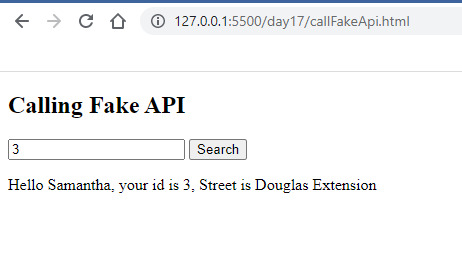 127.0.0.1:5500/day17/callFakeApi.html
Calling Fake API
3 Search
Hello Samantha, your id is 3, Street is Douglas Extension